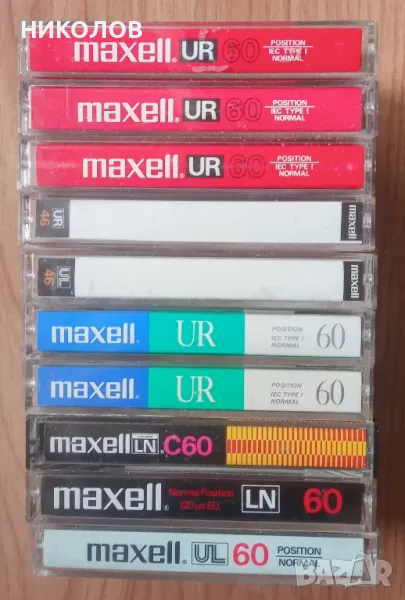 НИКОЛОВ
maxell. UR 60 POSITION
IEC TYPE I
NORMAL
maxell. UR 60 POSITION
IEC TYPE I
NORMAL
maxell. UR 60 POSITION
IEC TYPE I
NORMAL
UR 46 maxell
UL 46 maxell
maxell UR POSITION
IEC TYPE I
NORMAL 60
maxell UR POSITION
IEC TYPE I
NORMAL 60
maxell LN C60
maxell. Normal Position
120μs EQ LN 60
maxell. UL 60 POSITION
NORMAL
BAZAR